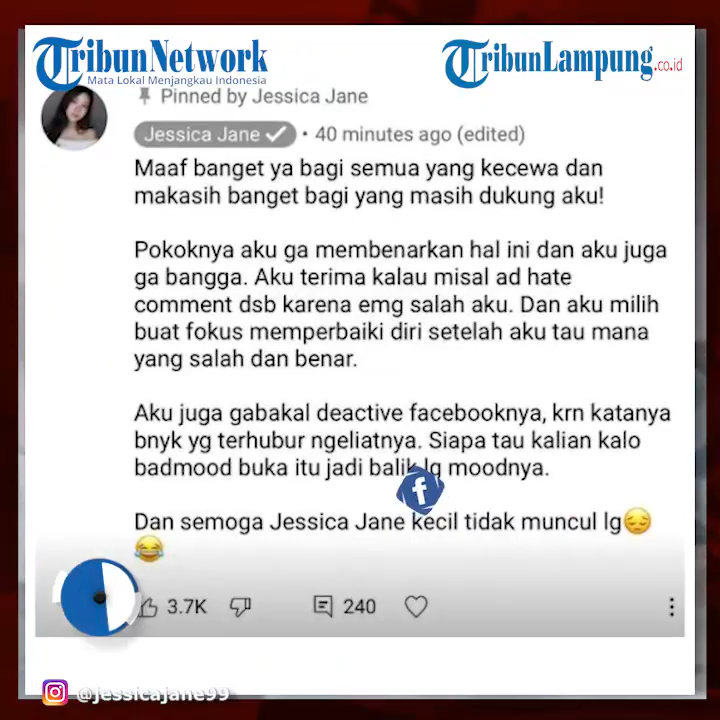 TribunNetwork
Mata Lokal Menjangkau Indonesia
TribunLampung.co.id
Pinned by Jessica Jane
Jessica Jane • 40 minutes ago (edited)
Maaf banget ya bagi semua yang kecewa dan
makasih banget bagi yang masih dukung aku!
Pokoknya aku ga membenarkan hal ini dan aku juga
ga bangga. Aku terima kalau misal ad hate
comment dsb karena emg salah aku. Dan aku milih
buat fokus memperbaiki diri setelah aku tau mana
yang salah dan benar.
Aku juga gabakal deactive facebooknya, krn katanya
bnyk yg terhubur ngeliatnya. Siapa tau kalian kalo
badmood buka itu jadi balik lg moodnya.
Dan semoga Jessica Jane kecil tidak muncul lg😔
😂
3.7K 240
@jessicajane99